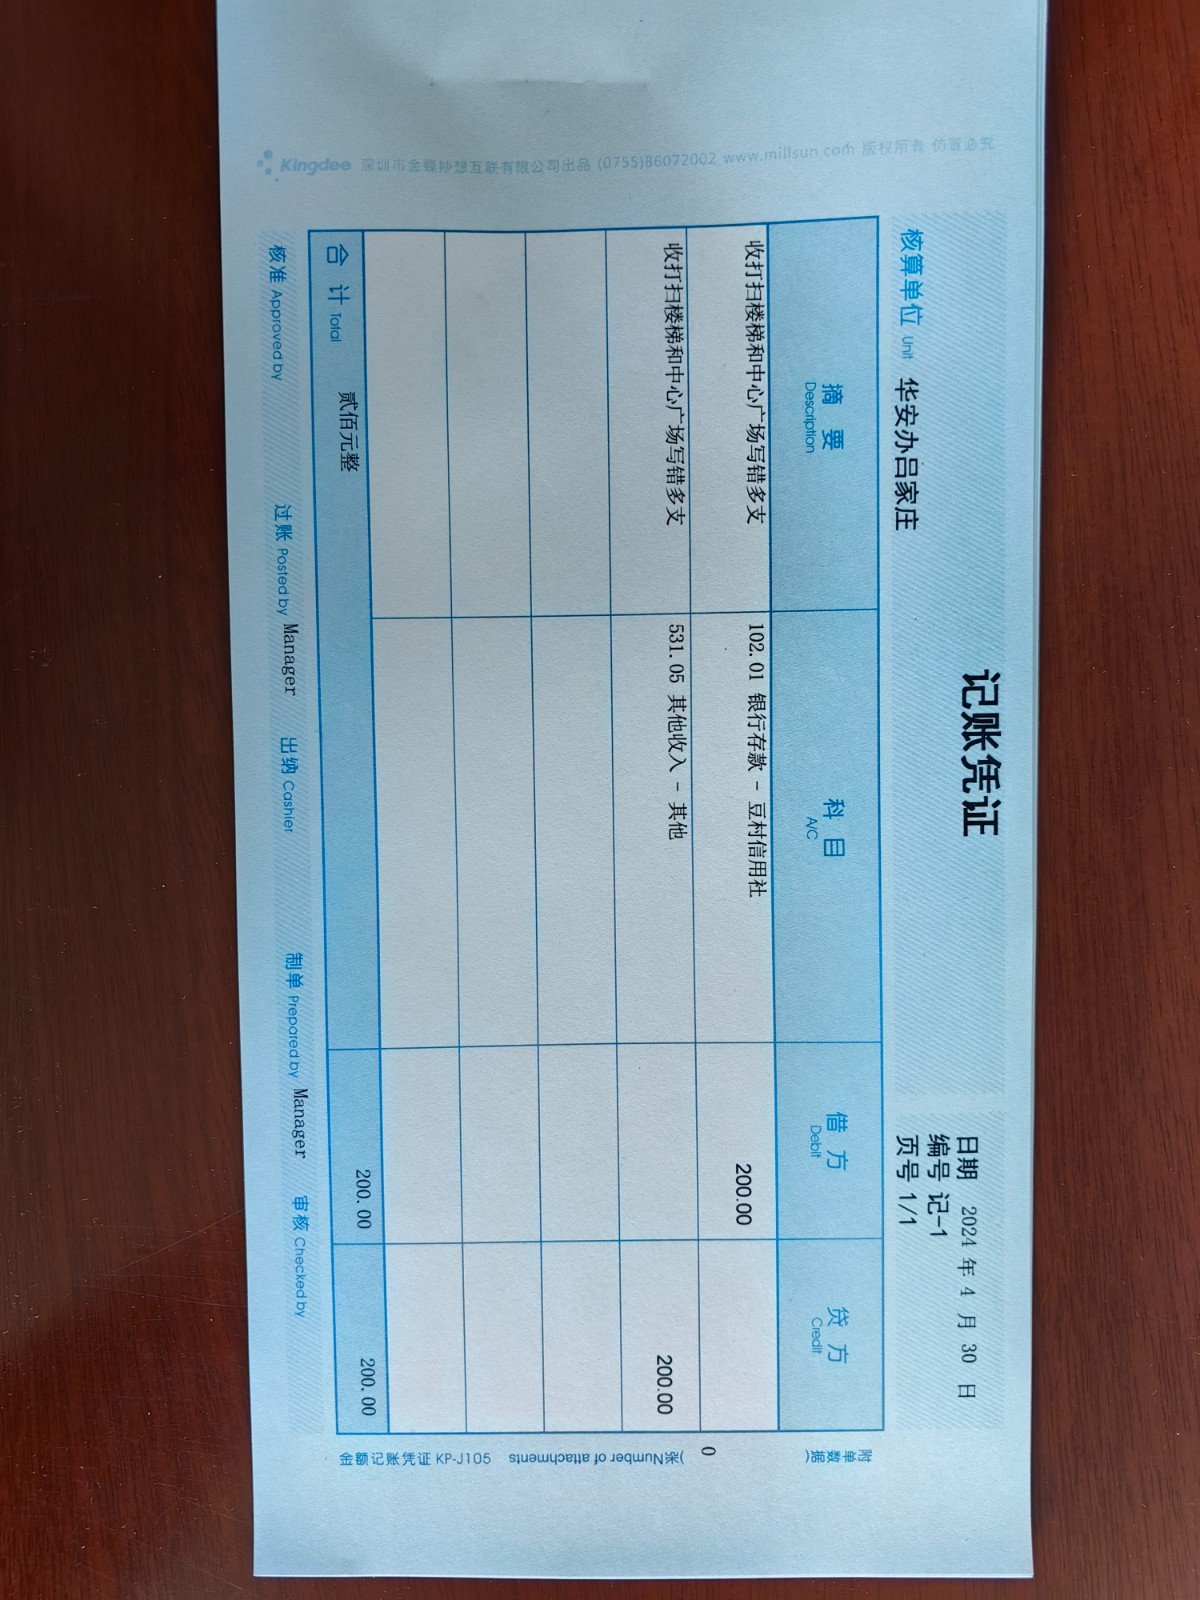 记账凭证
日期 2024 年 4 月 30 日
编号 记-1
核算单位 Unit 华安办吕家庄
页号 1/1
摘 要 科 目 借 方 贷 方
Description A/C Debit Credit
收打扫楼梯和中心广场写错多支 102.01 银行存款 - 豆村信用社 200.00
收打扫楼梯和中心广场写错多支 531.05 其他收入 - 其他 200.00
合 计 Total 贰佰元整 200.00 200.00
核准 Approved by 过账 Posted by Manager 出纳 Cashier 制单 Prepared by Manager 审核 Checked by
附单数据(
0
张)Number of attachments
金额记账凭证 KP-J105
Kingdee 深圳市金蝶妙想互联有限公司出品 (0755)86072002 www.millsun.com 版权所有 仿冒必究